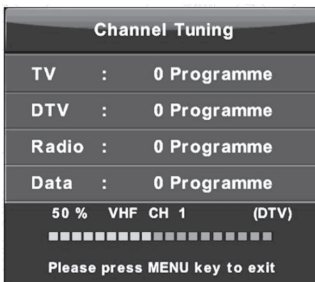 Channel Tuning
TV : 0 Programme
DTV : 0 Programme
Radio : 0 Programme
Data : 0 Programme
50 % VHF CH 1 (DTV)
Please press MENU key to exit